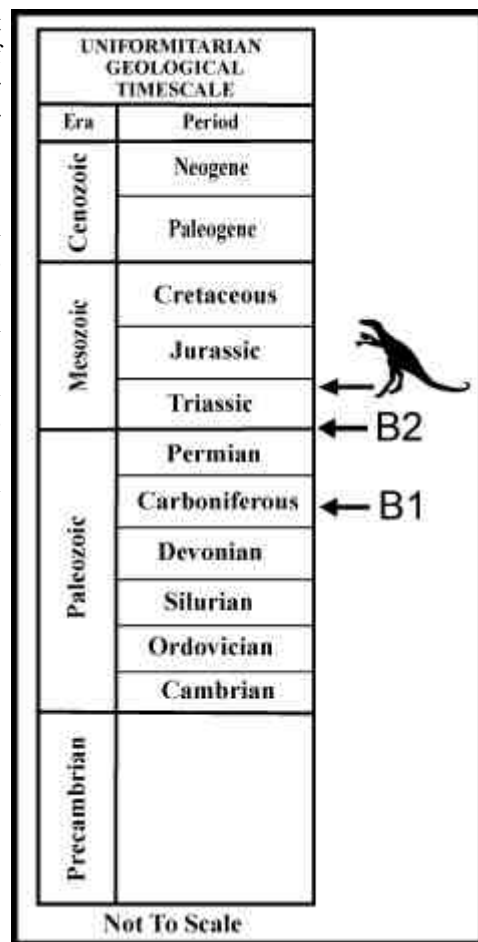 UNIFORMITARIAN
GEOLOGICAL
TIMESCALE
Era Period
Cenozoic
Neogene
Paleogene
Mesozoic
Cretaceous
Jurassic
Triassic
B2
Paleozoic
Permian
Carboniferous
B1
Devonian
Silurian
Ordovician
Cambrian
Precambrian
Not To Scale